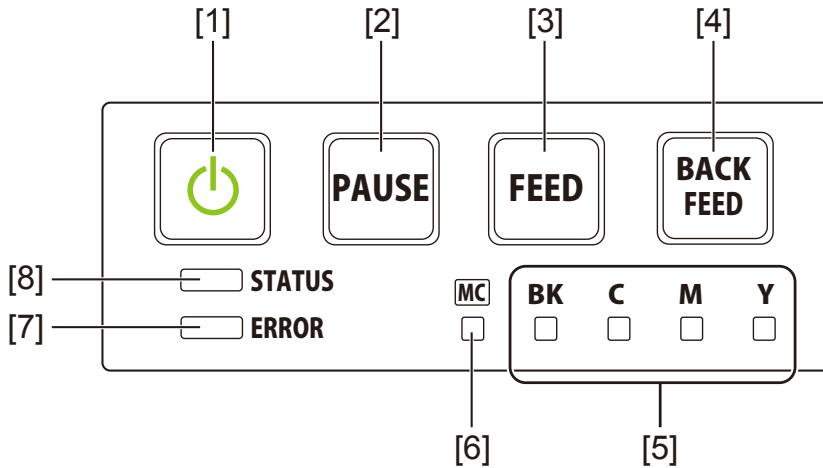 [1] [2] [3] [4]
PAUSE FEED BACK
FEED
[8] STATUS
MC BK C M Y
[7] ERROR
[6] [5]